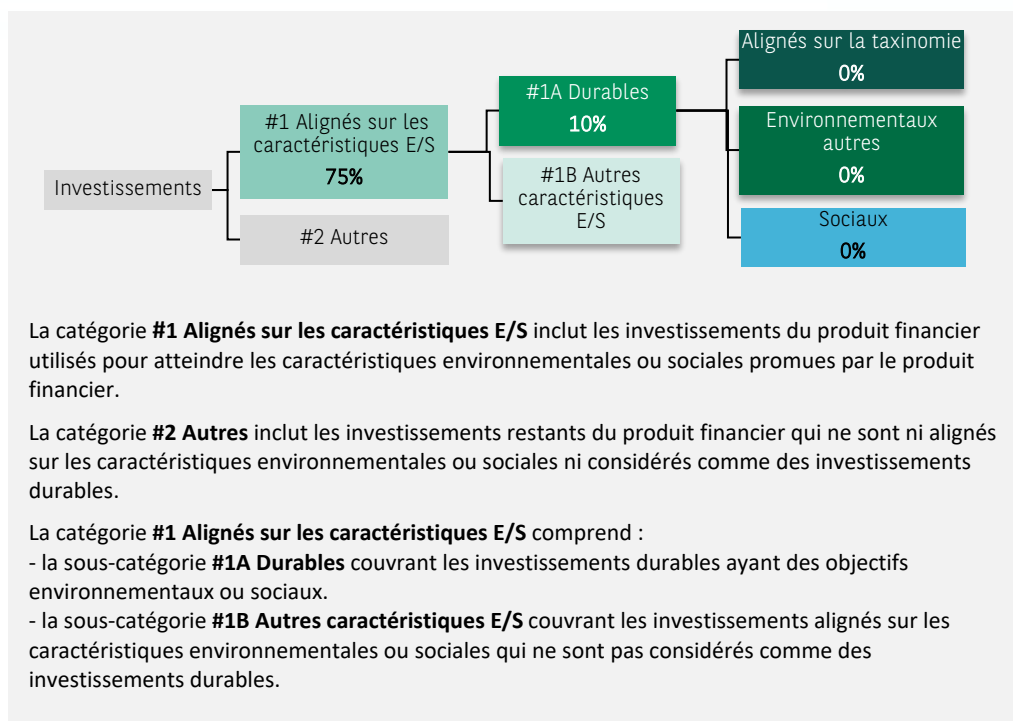 Alignés sur la taxinomie
0%
#1A Durables
10%
#1 Alignés sur les
caractéristiques E/S
75%
Environnementaux
autres
0%
Investissements
#1B Autres
caractéristiques
E/S
#2 Autres
Sociaux
0%
La catégorie #1 Alignés sur les caractéristiques E/S inclut les investissements du produit financier
utilisés pour atteindre les caractéristiques environnementales ou sociales promues par le produit
financier.
La catégorie #2 Autres inclut les investissements restants du produit financier qui ne sont ni alignés
sur les caractéristiques environnementales ou sociales ni considérés comme des investissements
durables.
La catégorie #1 Alignés sur les caractéristiques E/S comprend :
- la sous-catégorie #1A Durables couvrant les investissements durables ayant des objectifs
environnementaux ou sociaux.
- la sous-catégorie #1B Autres caractéristiques E/S couvrant les investissements alignés sur les
caractéristiques environnementales ou sociales qui ne sont pas considérés comme des
investissements durables.